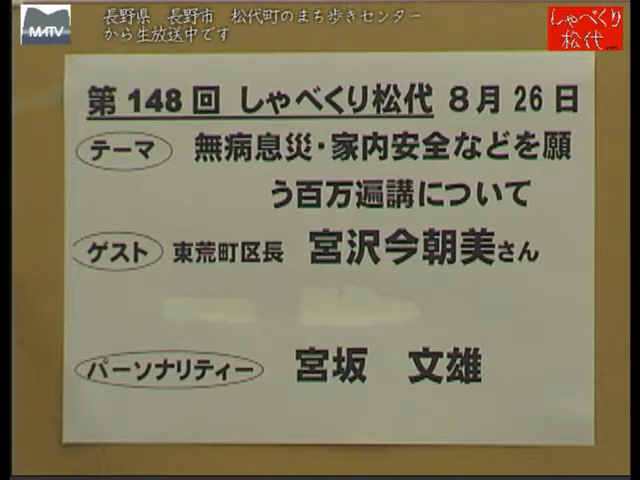 MATV
長野県 長野市 松代町のまち歩きセンター
から生放送中です
しゃべくり
松代
第148回 しゃべくり松代 8月26日
テーマ 無病息災・家内安全などを願
う百万遍講について
ゲスト 東荒町区長 宮沢今朝美さん
パーソナリティー 宮坂 文雄